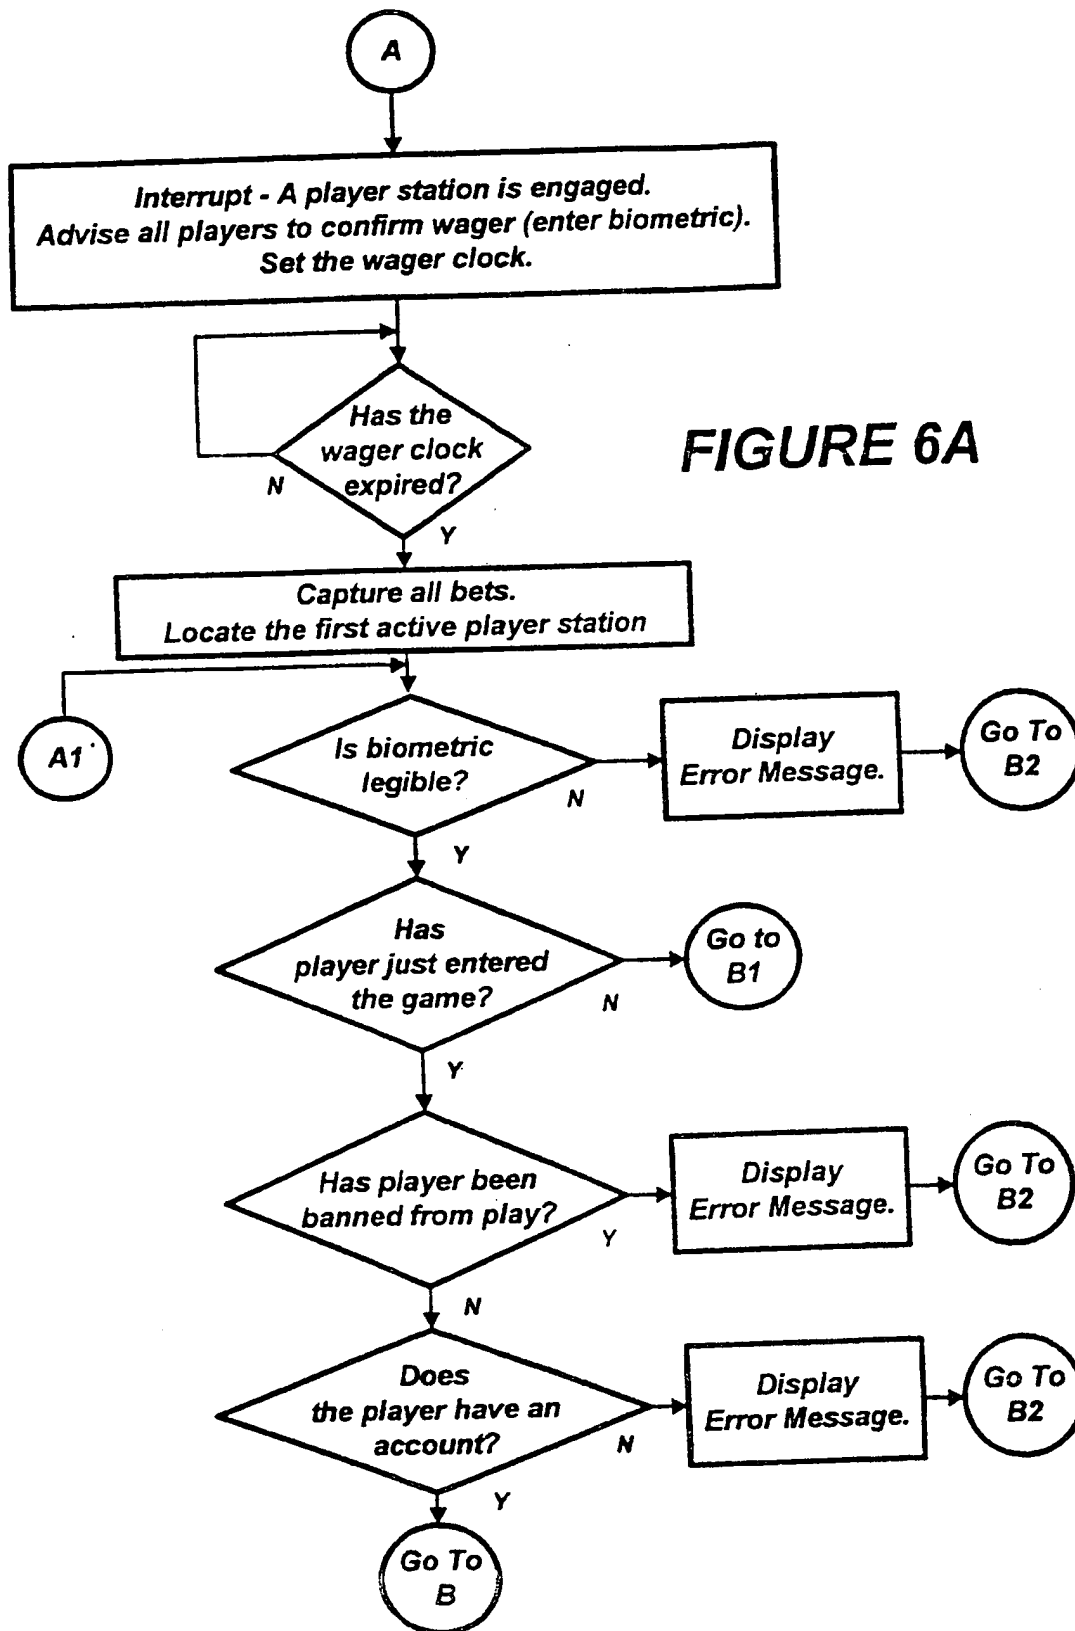 A
Interrupt - A player station is engaged.
Advise all players to confirm wager (enter biometric).
Set the wager clock.
Has the
wager clock
expired?
N
Y
FIGURE 6A
Capture all bets.
Locate the first active player station
A1
Is biometric
legible?
N
Y
Display
Error Message.
Go To
B2
Has
player just entered
the game?
N
Y
Go to
B1
Has player been
banned from play?
Y
N
Display
Error Message.
Go To
B2
Does
the player have an
account?
N
Y
Display
Error Message.
Go To
B2
Go To
B